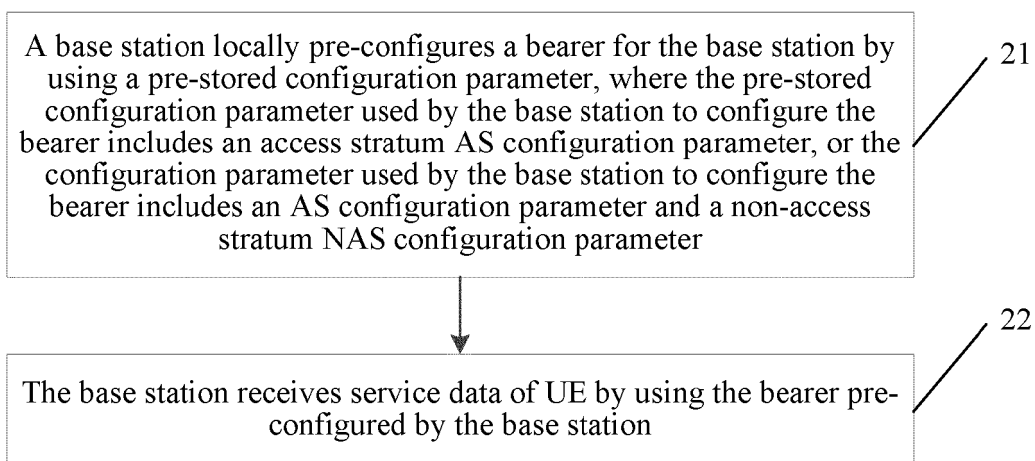 A base station locally pre-configures a bearer for the base station by
using a pre-stored configuration parameter, where the pre-stored
configuration parameter used by the base station to configure the
bearer includes an access stratum AS configuration parameter, or the
configuration parameter used by the base station to configure the
bearer includes an AS configuration parameter and a non-access
stratum NAS configuration parameter
21
The base station receives service data of UE by using the bearer pre-
configured by the base station
22